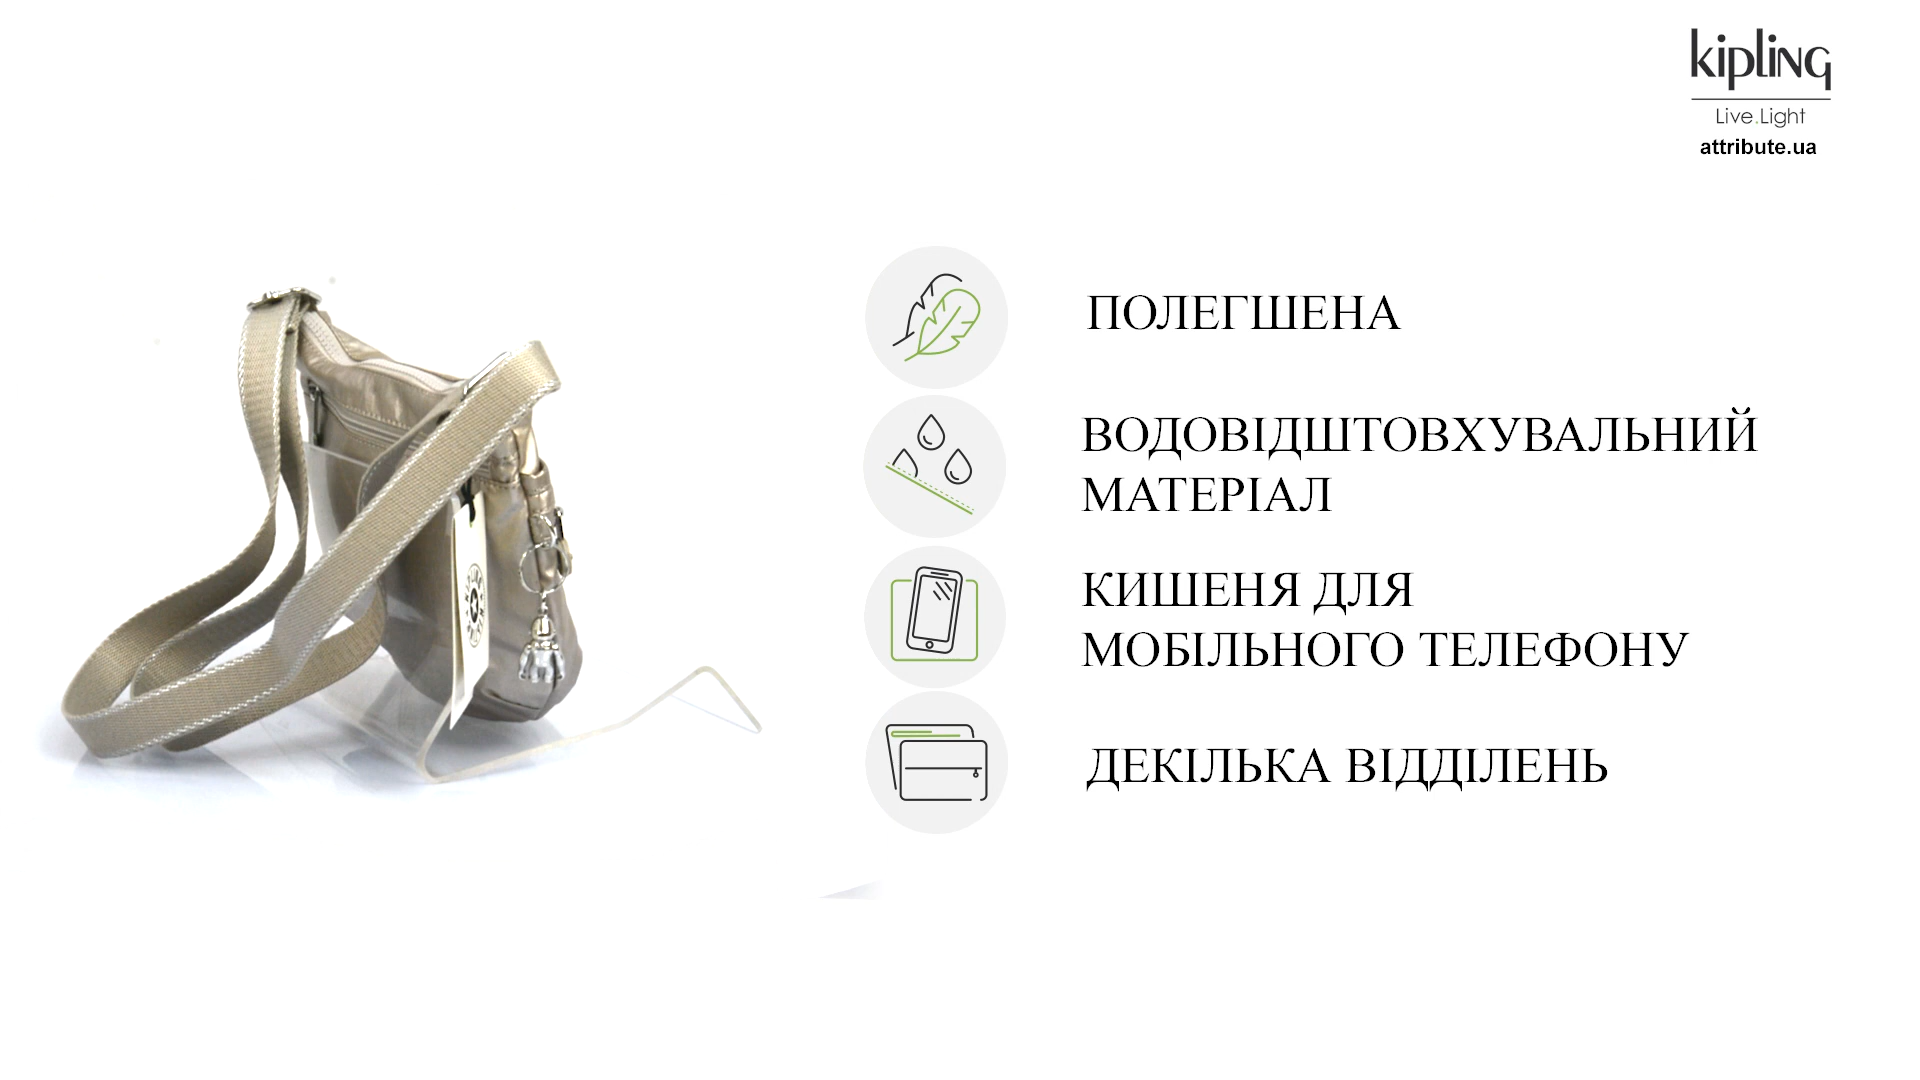 kipling
Live.Light
attribute.ua
ПОЛЕГШЕНА
ВОДОВІДШТОВХУВАЛЬНИЙ
МАТЕРІАЛ
КИШЕНЯ ДЛЯ
МОБІЛЬНОГО ТЕЛЕФОНУ
ДЕКІЛЬКА ВІДДІЛЕНЬ